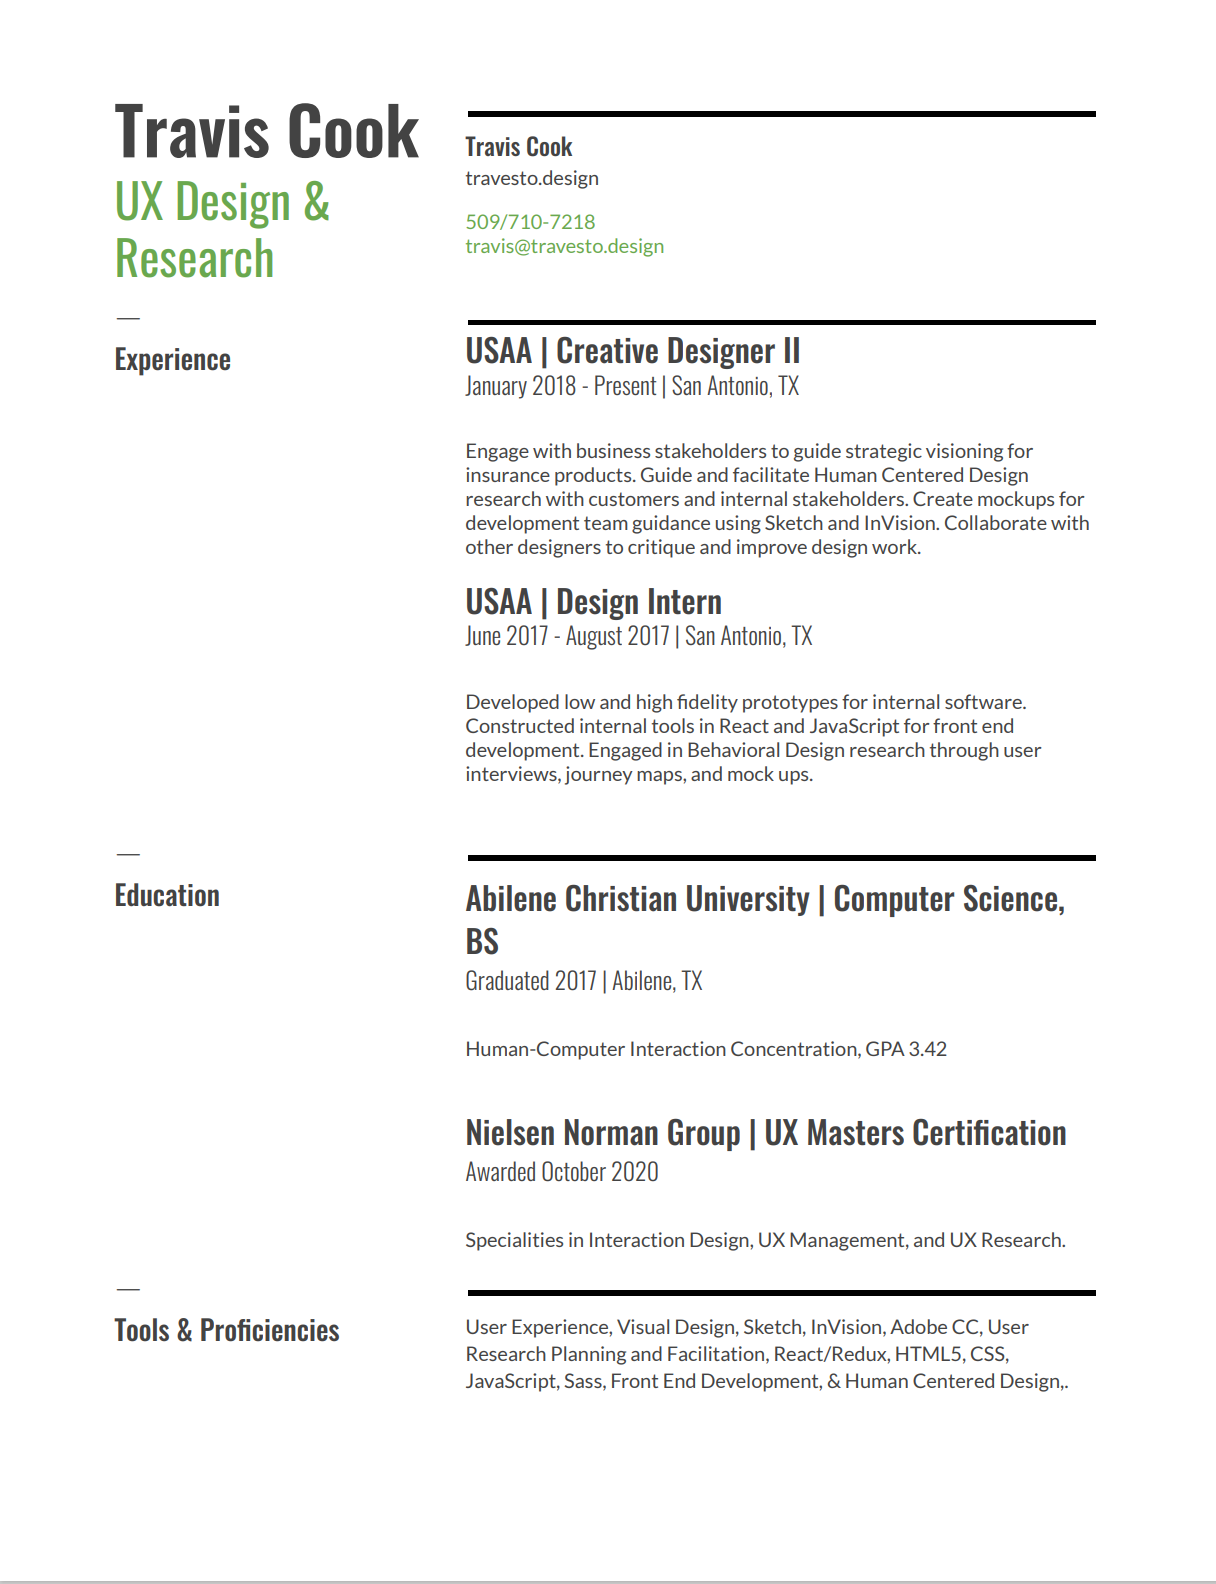 Travis Cook
UX Design &
Research
Travis Cook
travesto.design
509/710-7218
travis@travesto.design
—
Experience
USAA | Creative Designer II
January 2018 - Present | San Antonio, TX
Engage with business stakeholders to guide strategic visioning for
insurance products. Guide and facilitate Human Centered Design
research with customers and internal stakeholders. Create mockups for
development team guidance using Sketch and InVision. Collaborate with
other designers to critique and improve design work.
USAA | Design Intern
June 2017 - August 2017 | San Antonio, TX
Developed low and high fidelity prototypes for internal software.
Constructed internal tools in React and JavaScript for front end
development. Engaged in Behavioral Design research through user
interviews, journey maps, and mock ups.
—
Education
Abilene Christian University | Computer Science,
BS
Graduated 2017 | Abilene, TX
Human-Computer Interaction Concentration, GPA 3.42
Nielsen Norman Group | UX Masters Certification
Awarded October 2020
Specialities in Interaction Design, UX Management, and UX Research.
—
Tools & Proficiencies
User Experience, Visual Design, Sketch, InVision, Adobe CC, User
Research Planning and Facilitation, React/Redux, HTML5, CSS,
JavaScript, Sass, Front End Development, & Human Centered Design,.